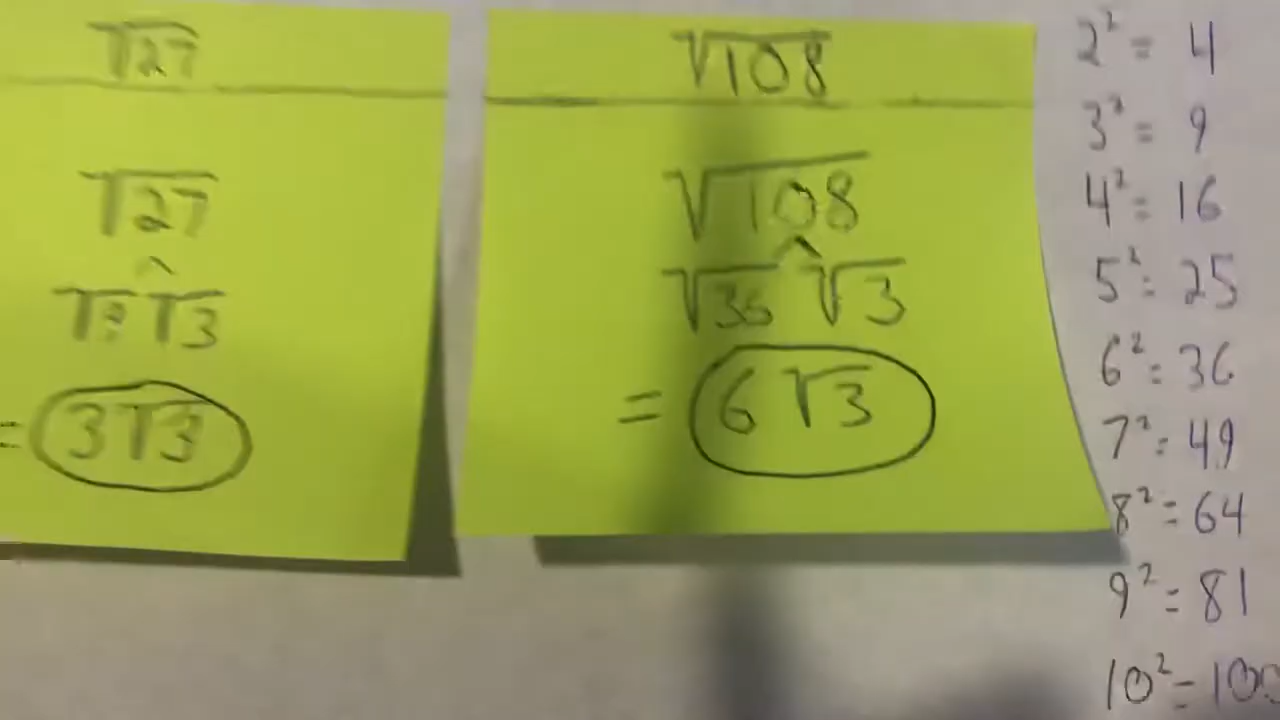 √27
√27
^
√9 √3
= 3√3
√108
√108
^
√36 √3
= 6√3
2² = 4
3² = 9
4² = 16
5² = 25
6² = 36
7² = 49
8² = 64
9² = 81
10² = 100